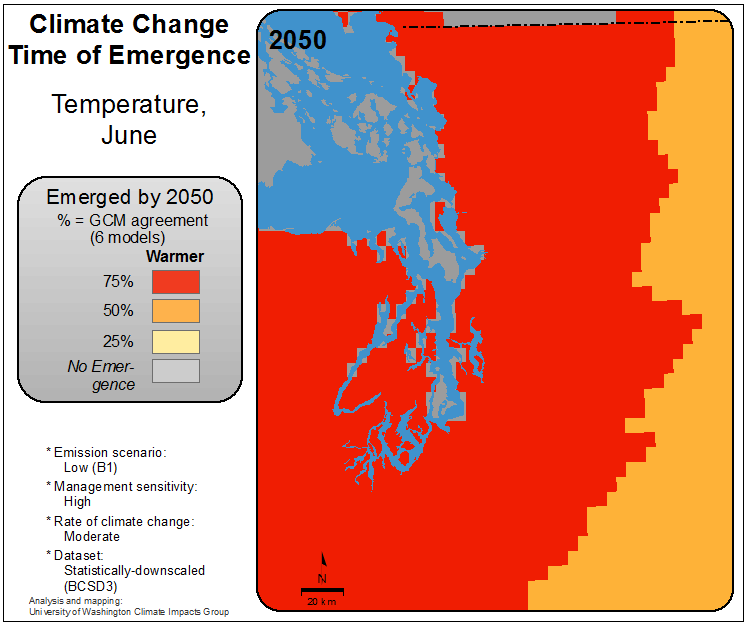 Climate Change
Time of Emergence
Temperature,
June
Emerged by 2050
% = GCM agreement
(6 models)
Warmer
75%
50%
25%
No Emer-
gence
* Emission scenario:
Low (B1)
* Management sensitivity:
High
* Rate of climate change:
Moderate
* Dataset:
Statistically-downscaled
(BCSD3)
Analysis and mapping:
University of Washington Climate Impacts Group
2050
N
20 km